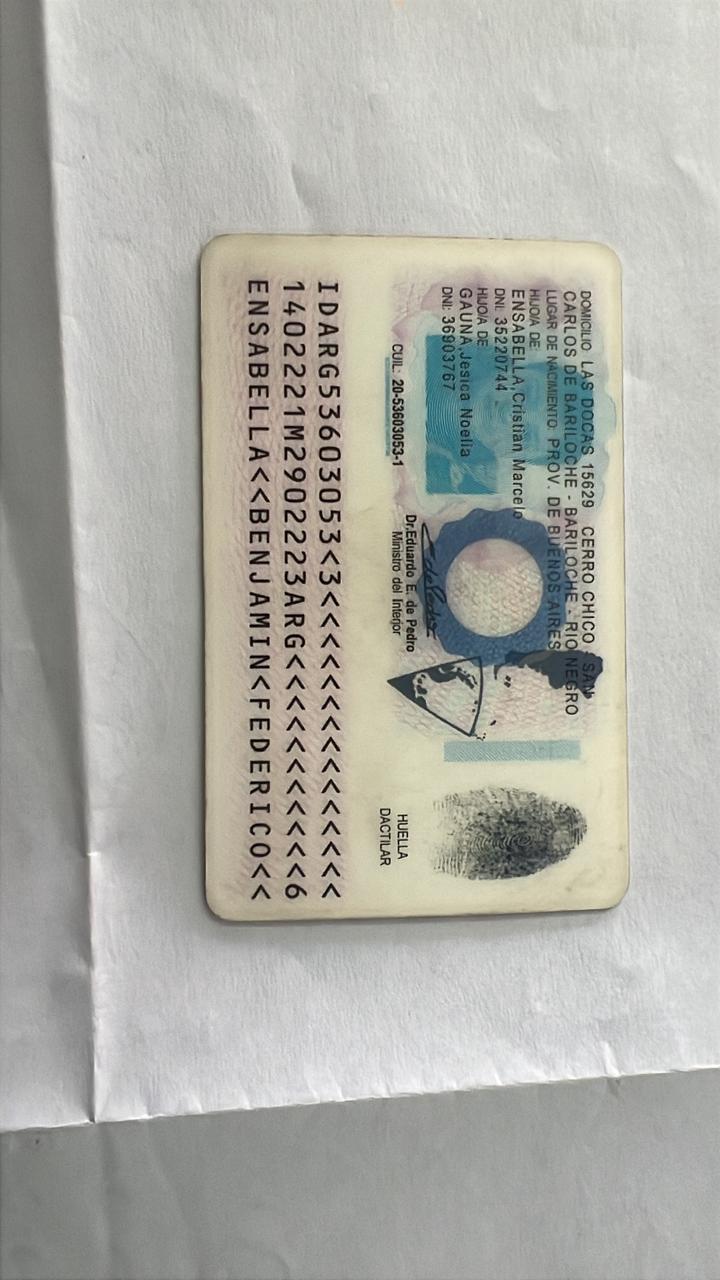 DOMICILIO: LAS DOCAS 15629 CERRO CHICO SAN
CARLOS DE BARILOCHE - BARILOCHE - RIO NEGRO
LUGAR DE NACIMIENTO: PROV. DE BUENOS AIRES
HIJO/A DE:
ENSABELLA, Cristian Marcelo
DNI: 35220744
HIJO/A DE
GAUNA, Jesica Noelia
DNI: 36903767
CUIL: 20-53603053-1
Dr. Eduardo E. de Pedro
Ministro del Interior
HUELLA
DACTILAR
IDARG53603053<3<<<<<<<<<<<<<<<
1402221M2902223ARG<<<<<<<<<<<6
ENSABELLA<<BENJAMIN<FEDERICO<<